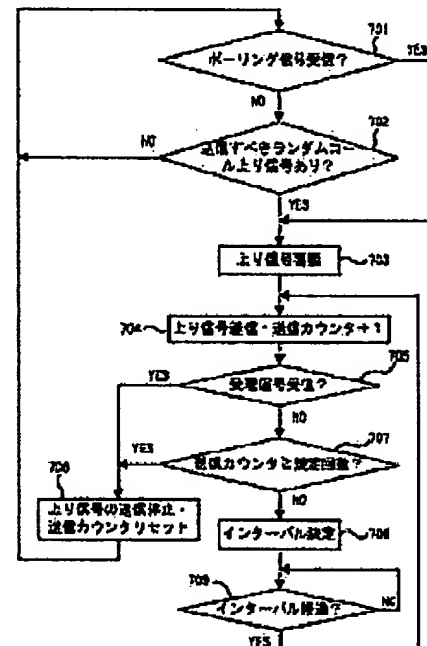 701
ポーリング信号受信?
YES
NO
702
送信すべきランダムコー
ル上り信号あり?
NO
YES
上り信号
703
704
上り信号送信・送信カウンタ+1
705
受理信号受信?
YES
NO
707
送信カウンタ≧規定回数?
YES
NO
706
上り信号の送信停止・
送信カウンタリセット
インターバル設定
708
709
インターバル経過?
NO
YES